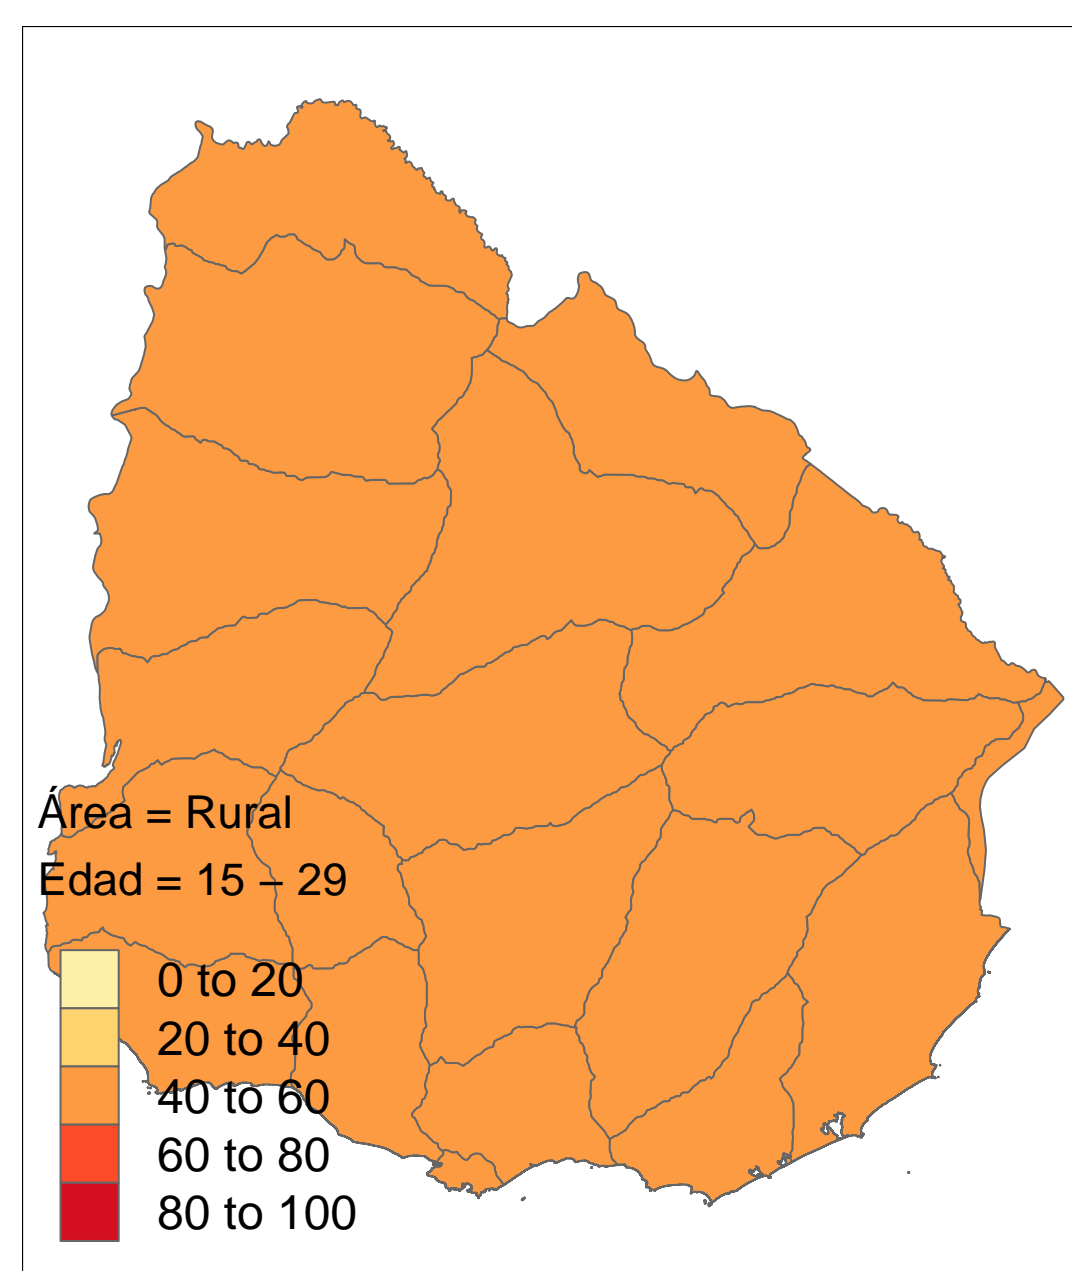 Área = Rural
Edad = 15 – 29
0 to 20
20 to 40
40 to 60
60 to 80
80 to 100